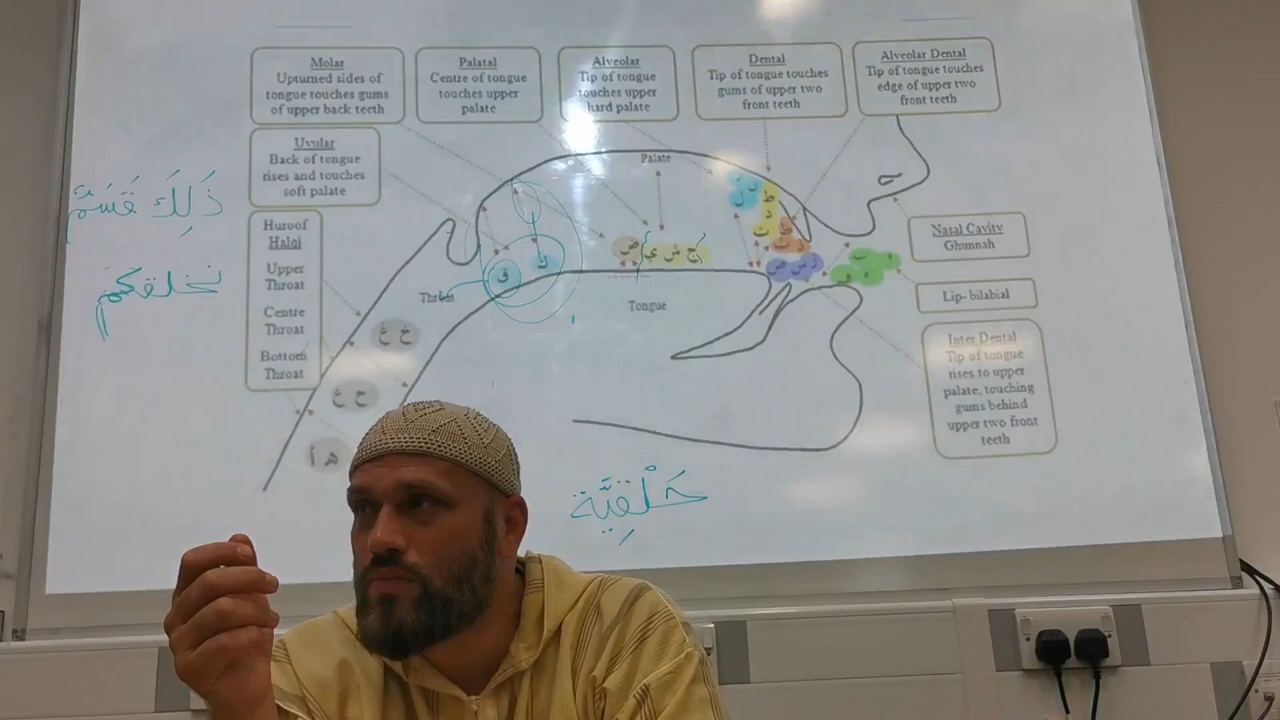 Molar
Upturned sides of
tongue touches gums
of upper back teeth
Palatal
Centre of tongue
touches upper
palate
Alveolar
Tip of tongue
touches upper
hard palate
Dental
Tip of tongue touches
gums of upper two
front teeth
Alveolar Dental
Tip of tongue touches
edge of upper two
front teeth
Uvular
Back of tongue
rises and touches
soft palate
Huroof
Halqi
Upper
Throat
Centre
Throat
Bottom
Throat
Palate
Throat
Tongue
Nasal Cavity
Ghunnah
Lip- bilabial
Inter Dental
Tip of tongue
rises to upper
palate, touching
gums behind
upper two front
teeth
ق
ك
ض
ج ش ي
ط
د
ت
خ غ
ح ع
ه أ
ذَلِكَ قَسَمٌ
نخلقكم
حَلْقِيَّة